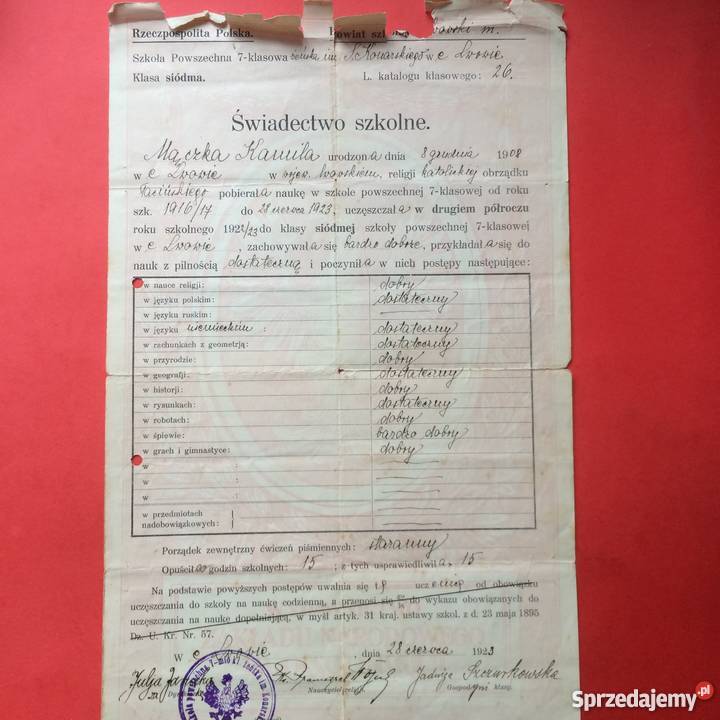 Rzeczpospolita Polska. Powiat szk. lwowski m.
Szkoła Powszechna 7-klasowa żeńska im. S. Konarskiego w e Lwowie
Klasa siódma. L. katalogu klasowego: 26.
Świadectwo szkolne.
Mączka Kamila urodzona dnia 8 grudnia 1908
w e Lwowie w wojew. lwowskiem, religji katolickiej obrządku
łacińskiego pobierała naukę w szkole powszechnej 7-klasowej od roku
szk. 1916/17 do 28 czerwca 1923, uczęszczała w drugiem półroczu
roku szkolnego 1922/23 do klasy siódmej szkoły powszechnej 7-klasowej
w e Lwowie, zachowywała się bardzo dobrze, przykładała się do
nauk z pilnością dostateczną i poczyniła w nich postępy następujące:
w nauce religji: dobry
w języku polskim: dostateczny
w języku ruskim:
w języku niemieckim: dostateczny
w rachunkach z geometrją: dostateczny
w przyrodzie: dobry
w geografji: dostateczny
w historji: dobry
w rysunkach: dostateczny
w robotach: dobry
w śpiewie: bardzo dobry
w grach i gimnastyce: dobry
w :
w :
w :
w przedmiotach
nadobowiązkowych:
Porządek zewnętrzny ćwiczeń piśmiennych: staranny
Opuściła godzin szkolnych: 15; z tych usprawiedliwiła: 15
Na podstawie powyższych postępów uwalnia się tę uczenicę od obowiązku
uczęszczania do szkoły na naukę codzienną, a przenosi się do wykazu obowiązanych do
uczęszczania na naukę dopełniającą, w myśl artyk. 31 kraj. ustawy szkol. z d. 23 maja 1895
Dz. U. Kr. Nr. 57.
W e Lwowie, dnia 28 czerwca 1923
Julja Jadwiga Szczurkowska
Nauczyciel religji Gospodyni klasy.
Sprzedajemy.pl